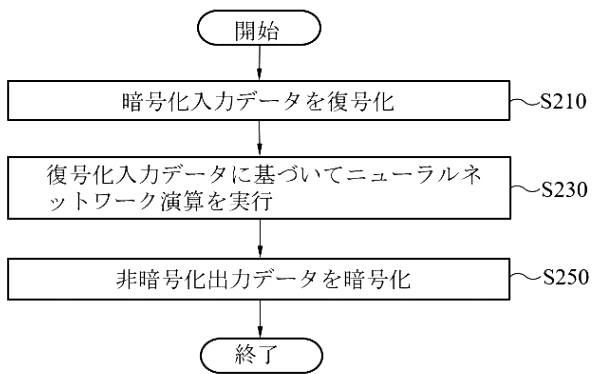 開始
暗号化入力データを復号化
S210
復号化入力データに基づいてニューラルネ
ットワーク演算を実行
S230
非暗号化出力データを暗号化
S250
終了